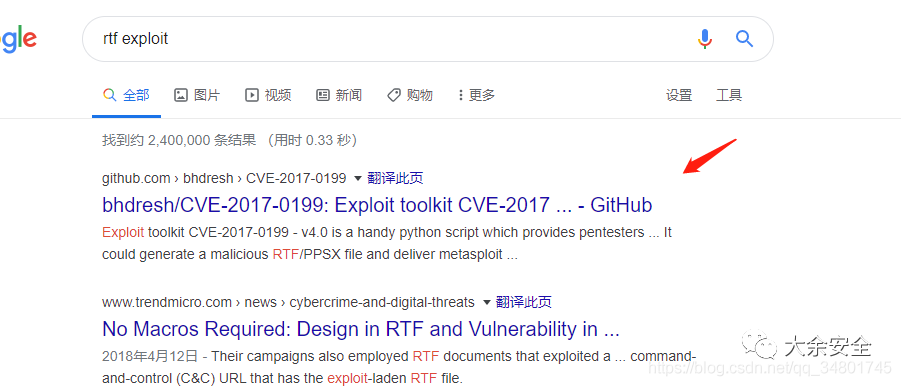 gle
rtf exploit
全部 图片 视频 新闻 购物 更多 设置 工具
找到约 2,400,000 条结果 （用时 0.33 秒）
github.com › bhdresh › CVE-2017-0199 翻译此页
bhdresh/CVE-2017-0199: Exploit toolkit CVE-2017 ... - GitHub
Exploit toolkit CVE-2017-0199 - v4.0 is a handy python script which provides pentesters ... It
could generate a malicious RTF/PPSX file and deliver metasploit ...
www.trendmicro.com › news › cybercrime-and-digital-threats 翻译此页
No Macros Required: Design in RTF and Vulnerability in ...
2018年4月12日 - Their campaigns also employed RTF documents that exploited a ... command-
and-control (C&C) URL that has the exploit-laden RTF file.
大余安全
https://blog.csdn.net/qq_34801745